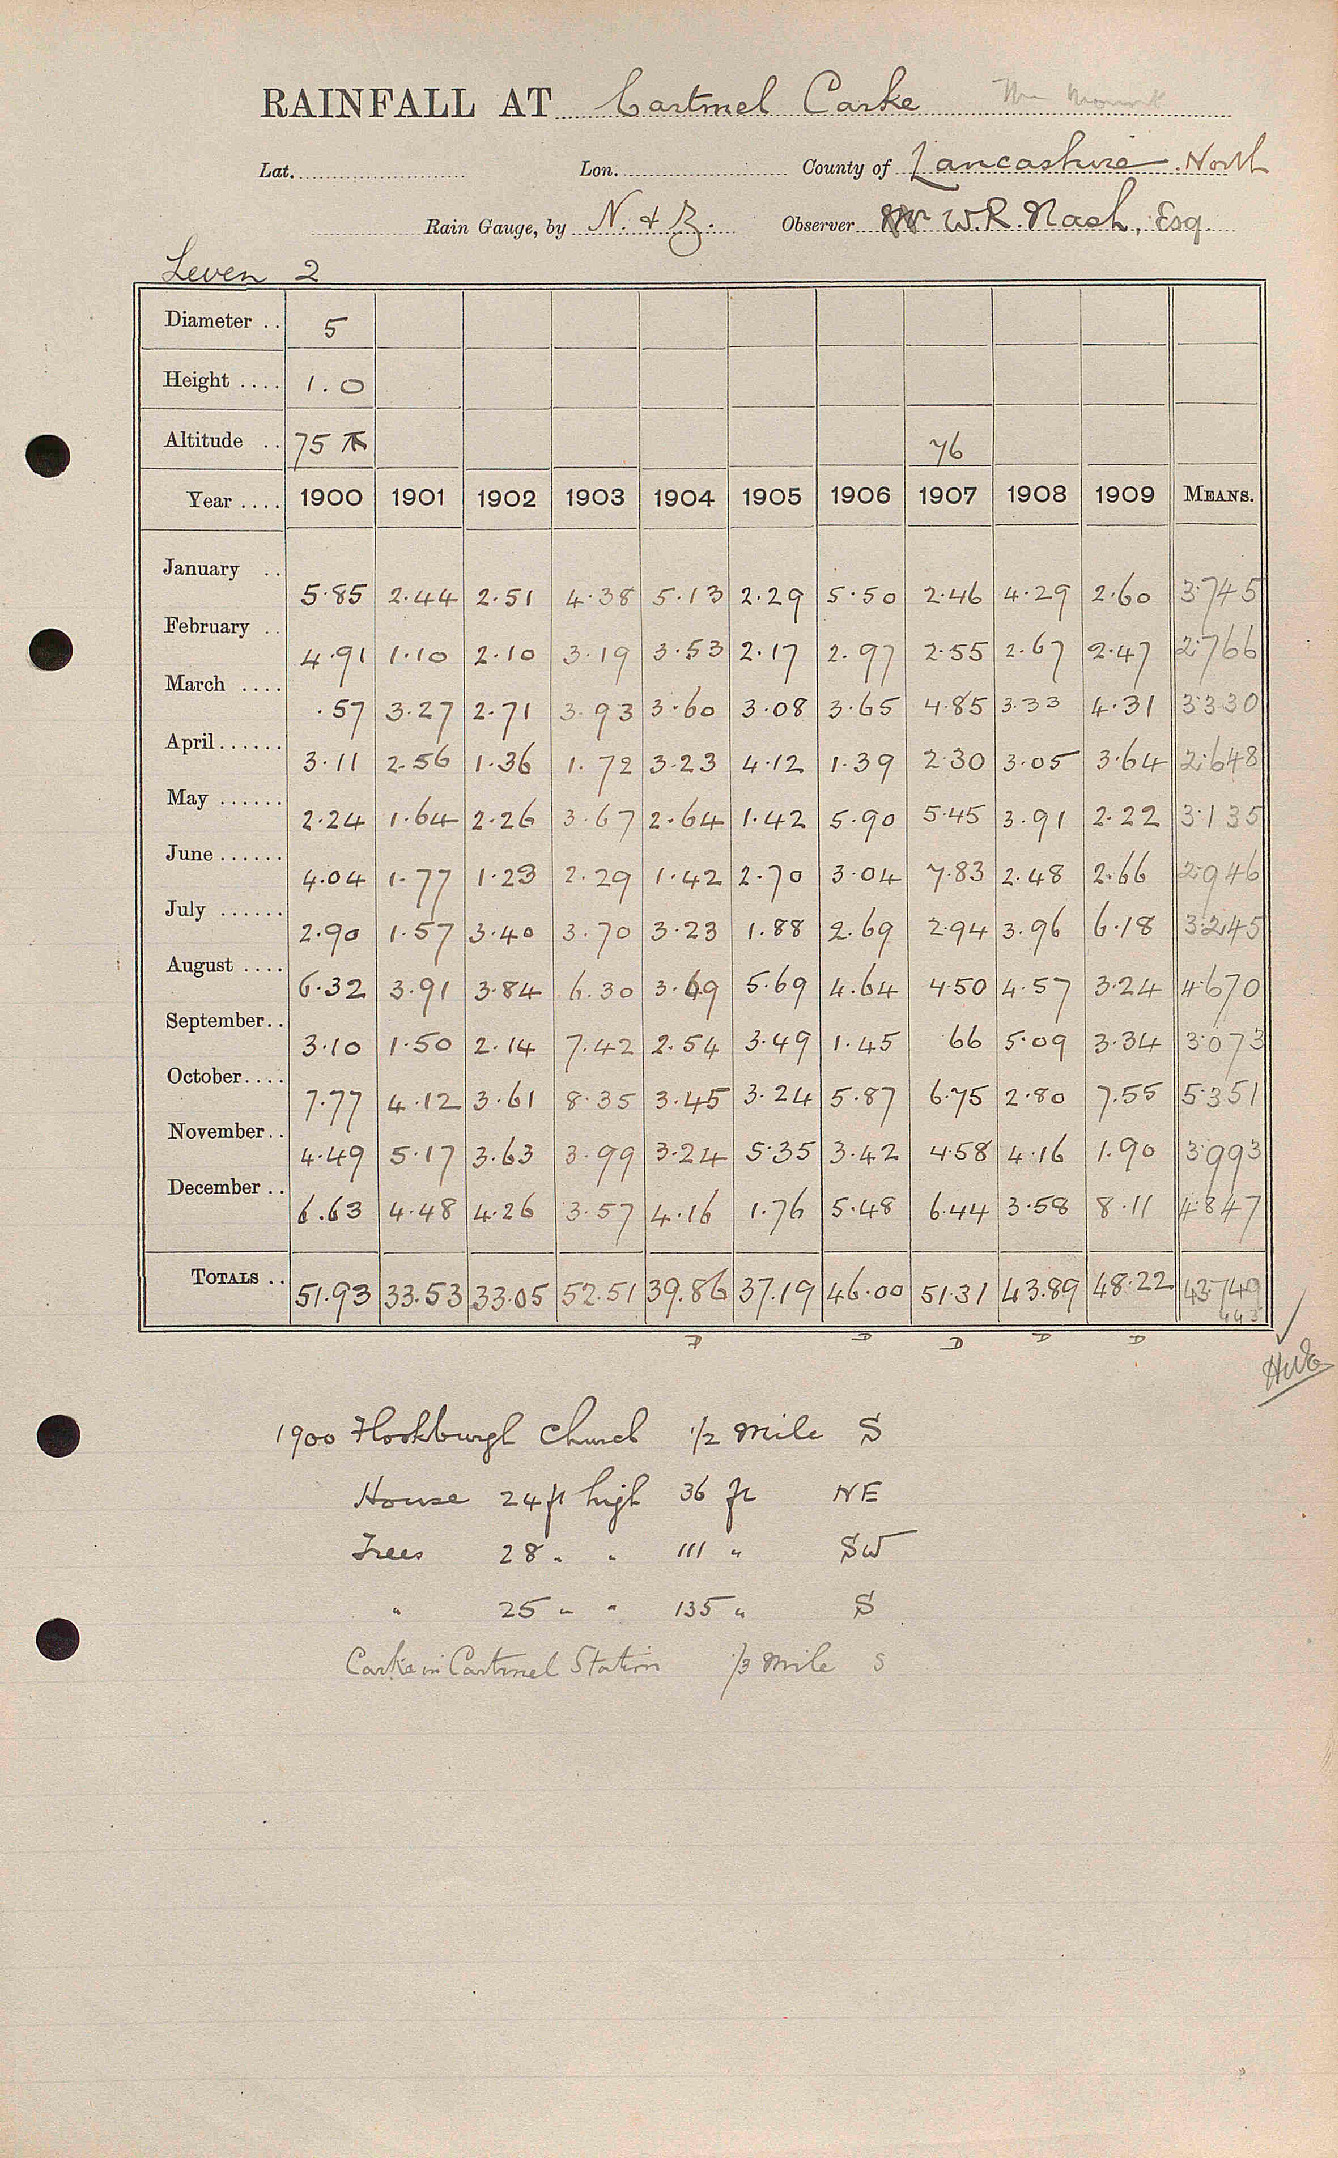 RAINFALL AT Cartmel Carke The Mount
Lat. Lon. County of Lancashire. North
Rain Gauge, by N. & Z. Observer W.R. Nash, Esq.
Leven 2
Diameter .. 5
Height .... 1.0
Altitude .. 75 76
Year .... 1900 1901 1902 1903 1904 1905 1906 1907 1908 1909 MEANS.
January .. 5.85 2.44 2.51 4.38 5.13 2.29 5.50 2.46 4.29 2.60 3.745
February .. 4.91 1.10 2.10 3.19 3.53 2.17 2.97 2.55 2.67 2.47 2.766
March .... .57 3.27 2.71 3.93 3.60 3.08 3.65 4.85 3.33 4.31 3.330
April ...... 3.11 2.56 1.36 1.72 3.23 4.12 1.39 2.30 3.05 3.64 2.648
May ...... 2.24 1.64 2.26 3.67 2.64 1.42 5.90 5.45 3.91 2.22 3.135
June ...... 4.04 1.77 1.23 2.29 1.42 2.70 3.04 7.83 2.48 2.66 2.946
July ...... 2.90 1.57 3.40 3.70 3.23 1.88 2.69 2.94 3.96 6.18 3.245
August .... 6.32 3.91 3.84 6.30 3.69 5.69 4.64 4.50 4.57 3.24 4.670
September .. 3.10 1.50 2.14 7.42 2.54 3.49 1.45 .66 5.09 3.34 3.073
October .... 7.77 4.12 3.61 8.35 3.45 3.24 5.87 6.75 2.80 7.55 5.351
November .. 4.49 5.17 3.63 3.99 3.24 5.35 3.42 4.58 4.16 1.90 3.993
December .. 6.63 4.48 4.26 3.57 4.16 1.76 5.48 6.44 3.58 8.11 4.847
TOTALS .. 51.93 33.53 33.05 52.51 39.86 37.19 46.00 51.31 43.89 48.22 43.749
443
D D D D D
1900 Flookburgh Church 1/2 mile S
House 24 ft high 36 ft NE
Trees 28 " " 111 " SW
" 25 " " 135 " S
Carke in Cartmel Station 1/3 mile S